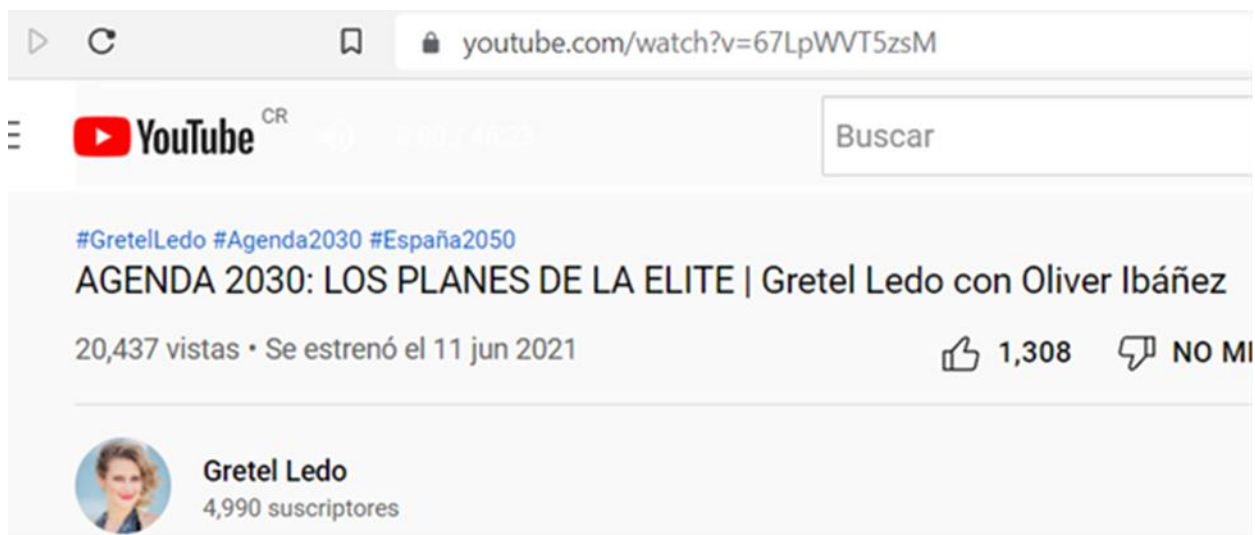 youtube.com/watch?v=67LpWVT5zsM
YouTube CR
Buscar
#GretelLedo #Agenda2030 #España2050
AGENDA 2030: LOS PLANES DE LA ELITE | Gretel Ledo con Oliver Ibáñez
20,437 vistas • Se estrenó el 11 jun 2021
1,308 NO MI
Gretel Ledo
4,990 suscriptores